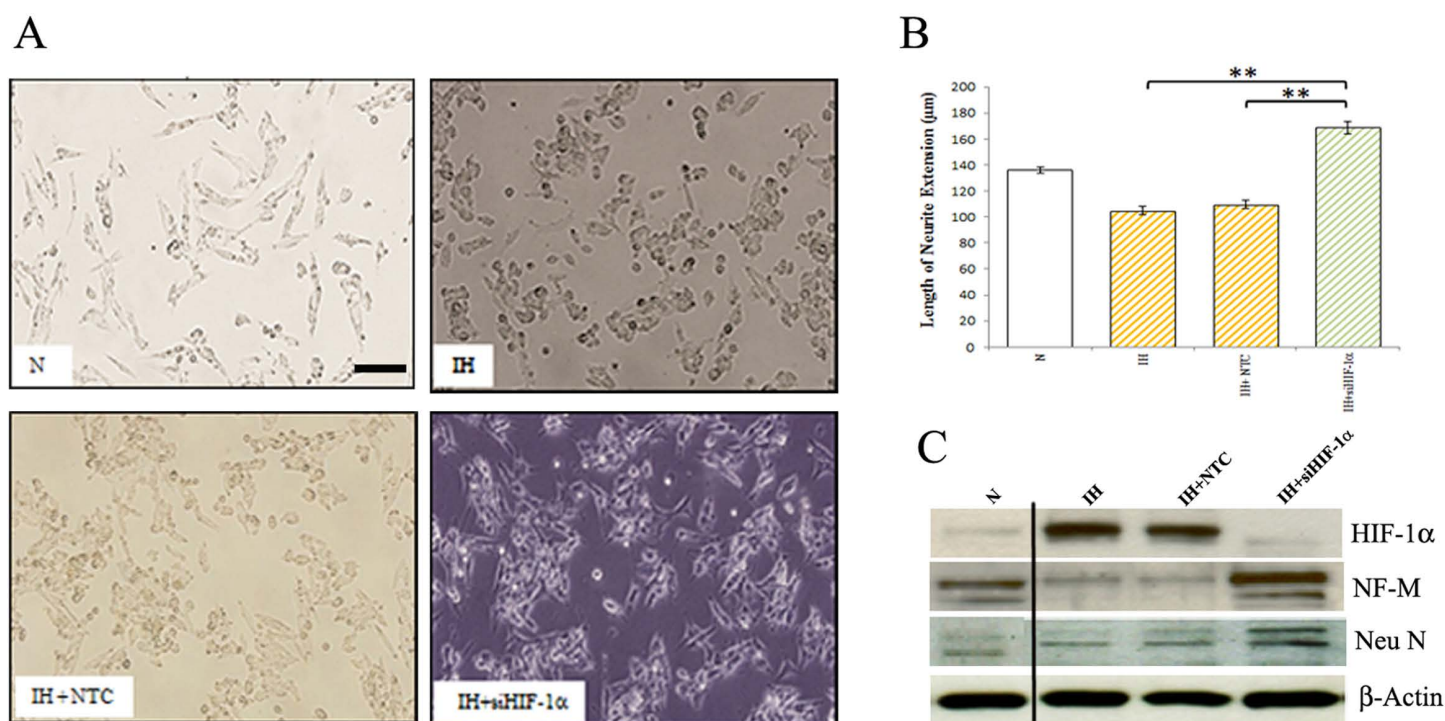 A
N
IH
IH+NTC
IH+siHIF-1α
B
**
**
Length of Neurite Extension (µm)
200
180
160
140
120
100
80
60
40
20
0
N
IH
IH+NTC
IH+siHIF-1α
C
N
IH
IH+NTC
IH+siHIF-1α
HIF-1α
NF-M
Neu N
β-Actin